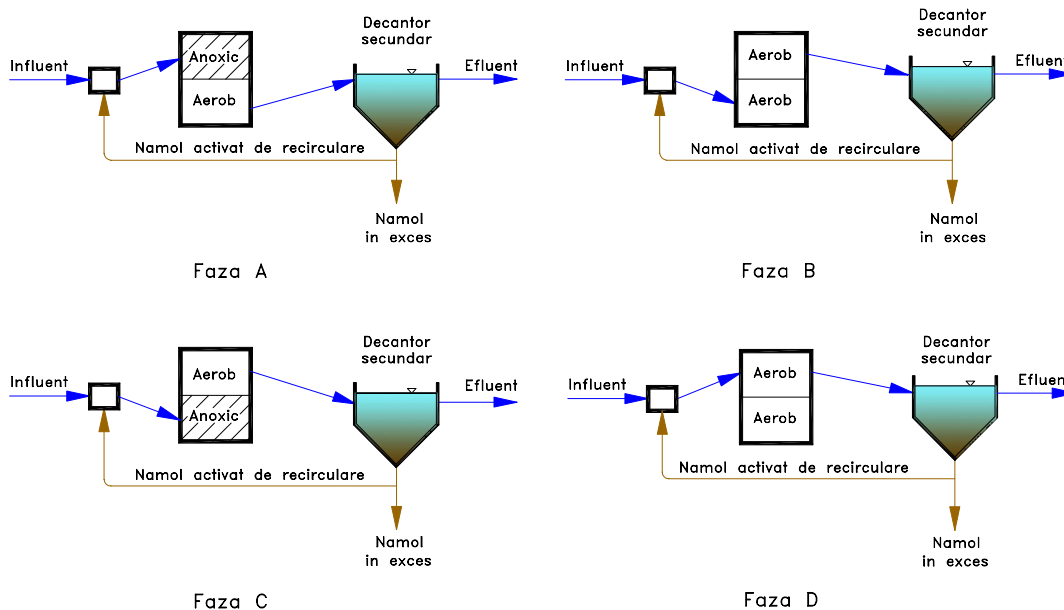 Decantor
secundar
Influent
Anoxic
Aerob
Efluent
Namol activat de recirculare
Namol
in exces
Faza A
Decantor
secundar
Influent
Aerob
Aerob
Efluent
Namol activat de recirculare
Namol
in exces
Faza B
Decantor
secundar
Influent
Aerob
Anoxic
Efluent
Namol activat de recirculare
Namol
in exces
Faza C
Decantor
secundar
Influent
Aerob
Aerob
Efluent
Namol activat de recirculare
Namol
in exces
Faza D